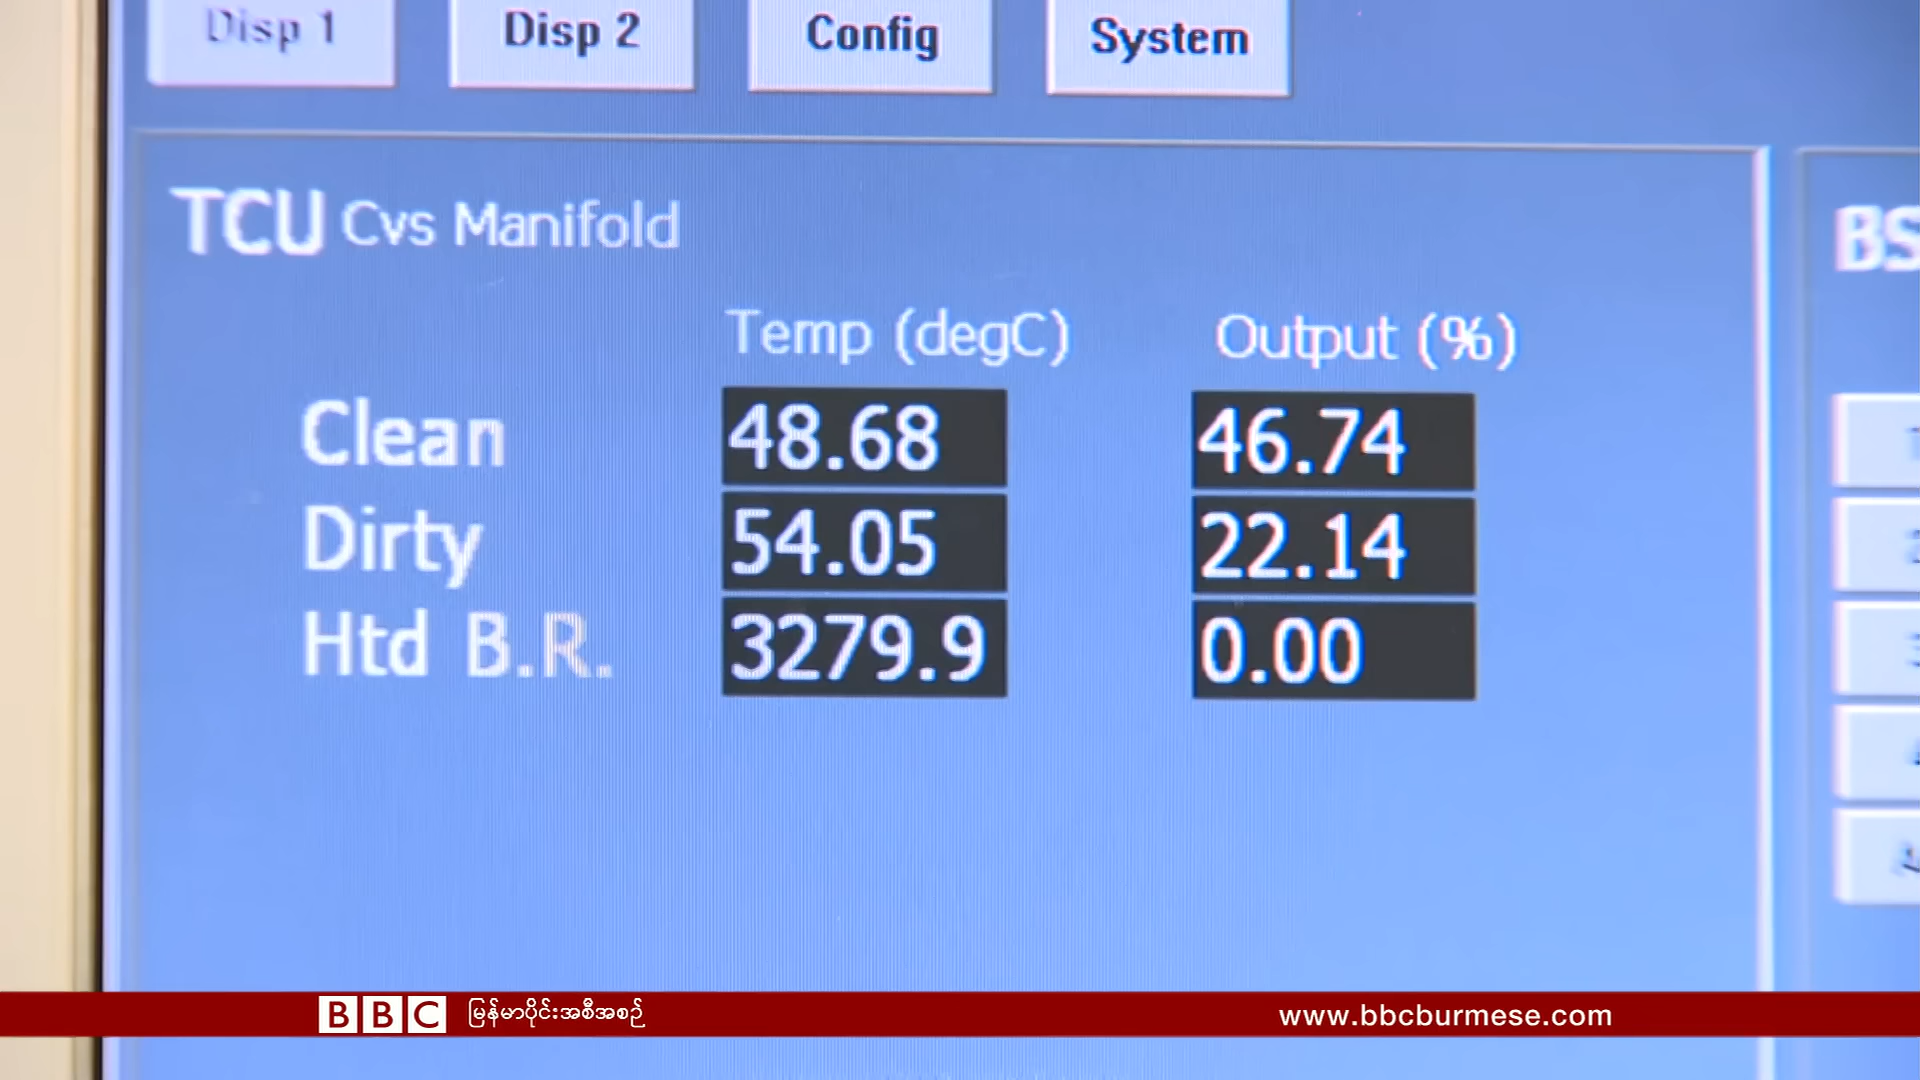 Disp 1 Disp 2 Config System
TCU Cvs Manifold
BS
Temp (degC) Output (%)
Clean 48.68 46.74
Dirty 54.05 22.14
Htd B.R. 3279.9 0.00
BBC မြန်မာပိုင်းအစီအစဉ် www.bbcburmese.com